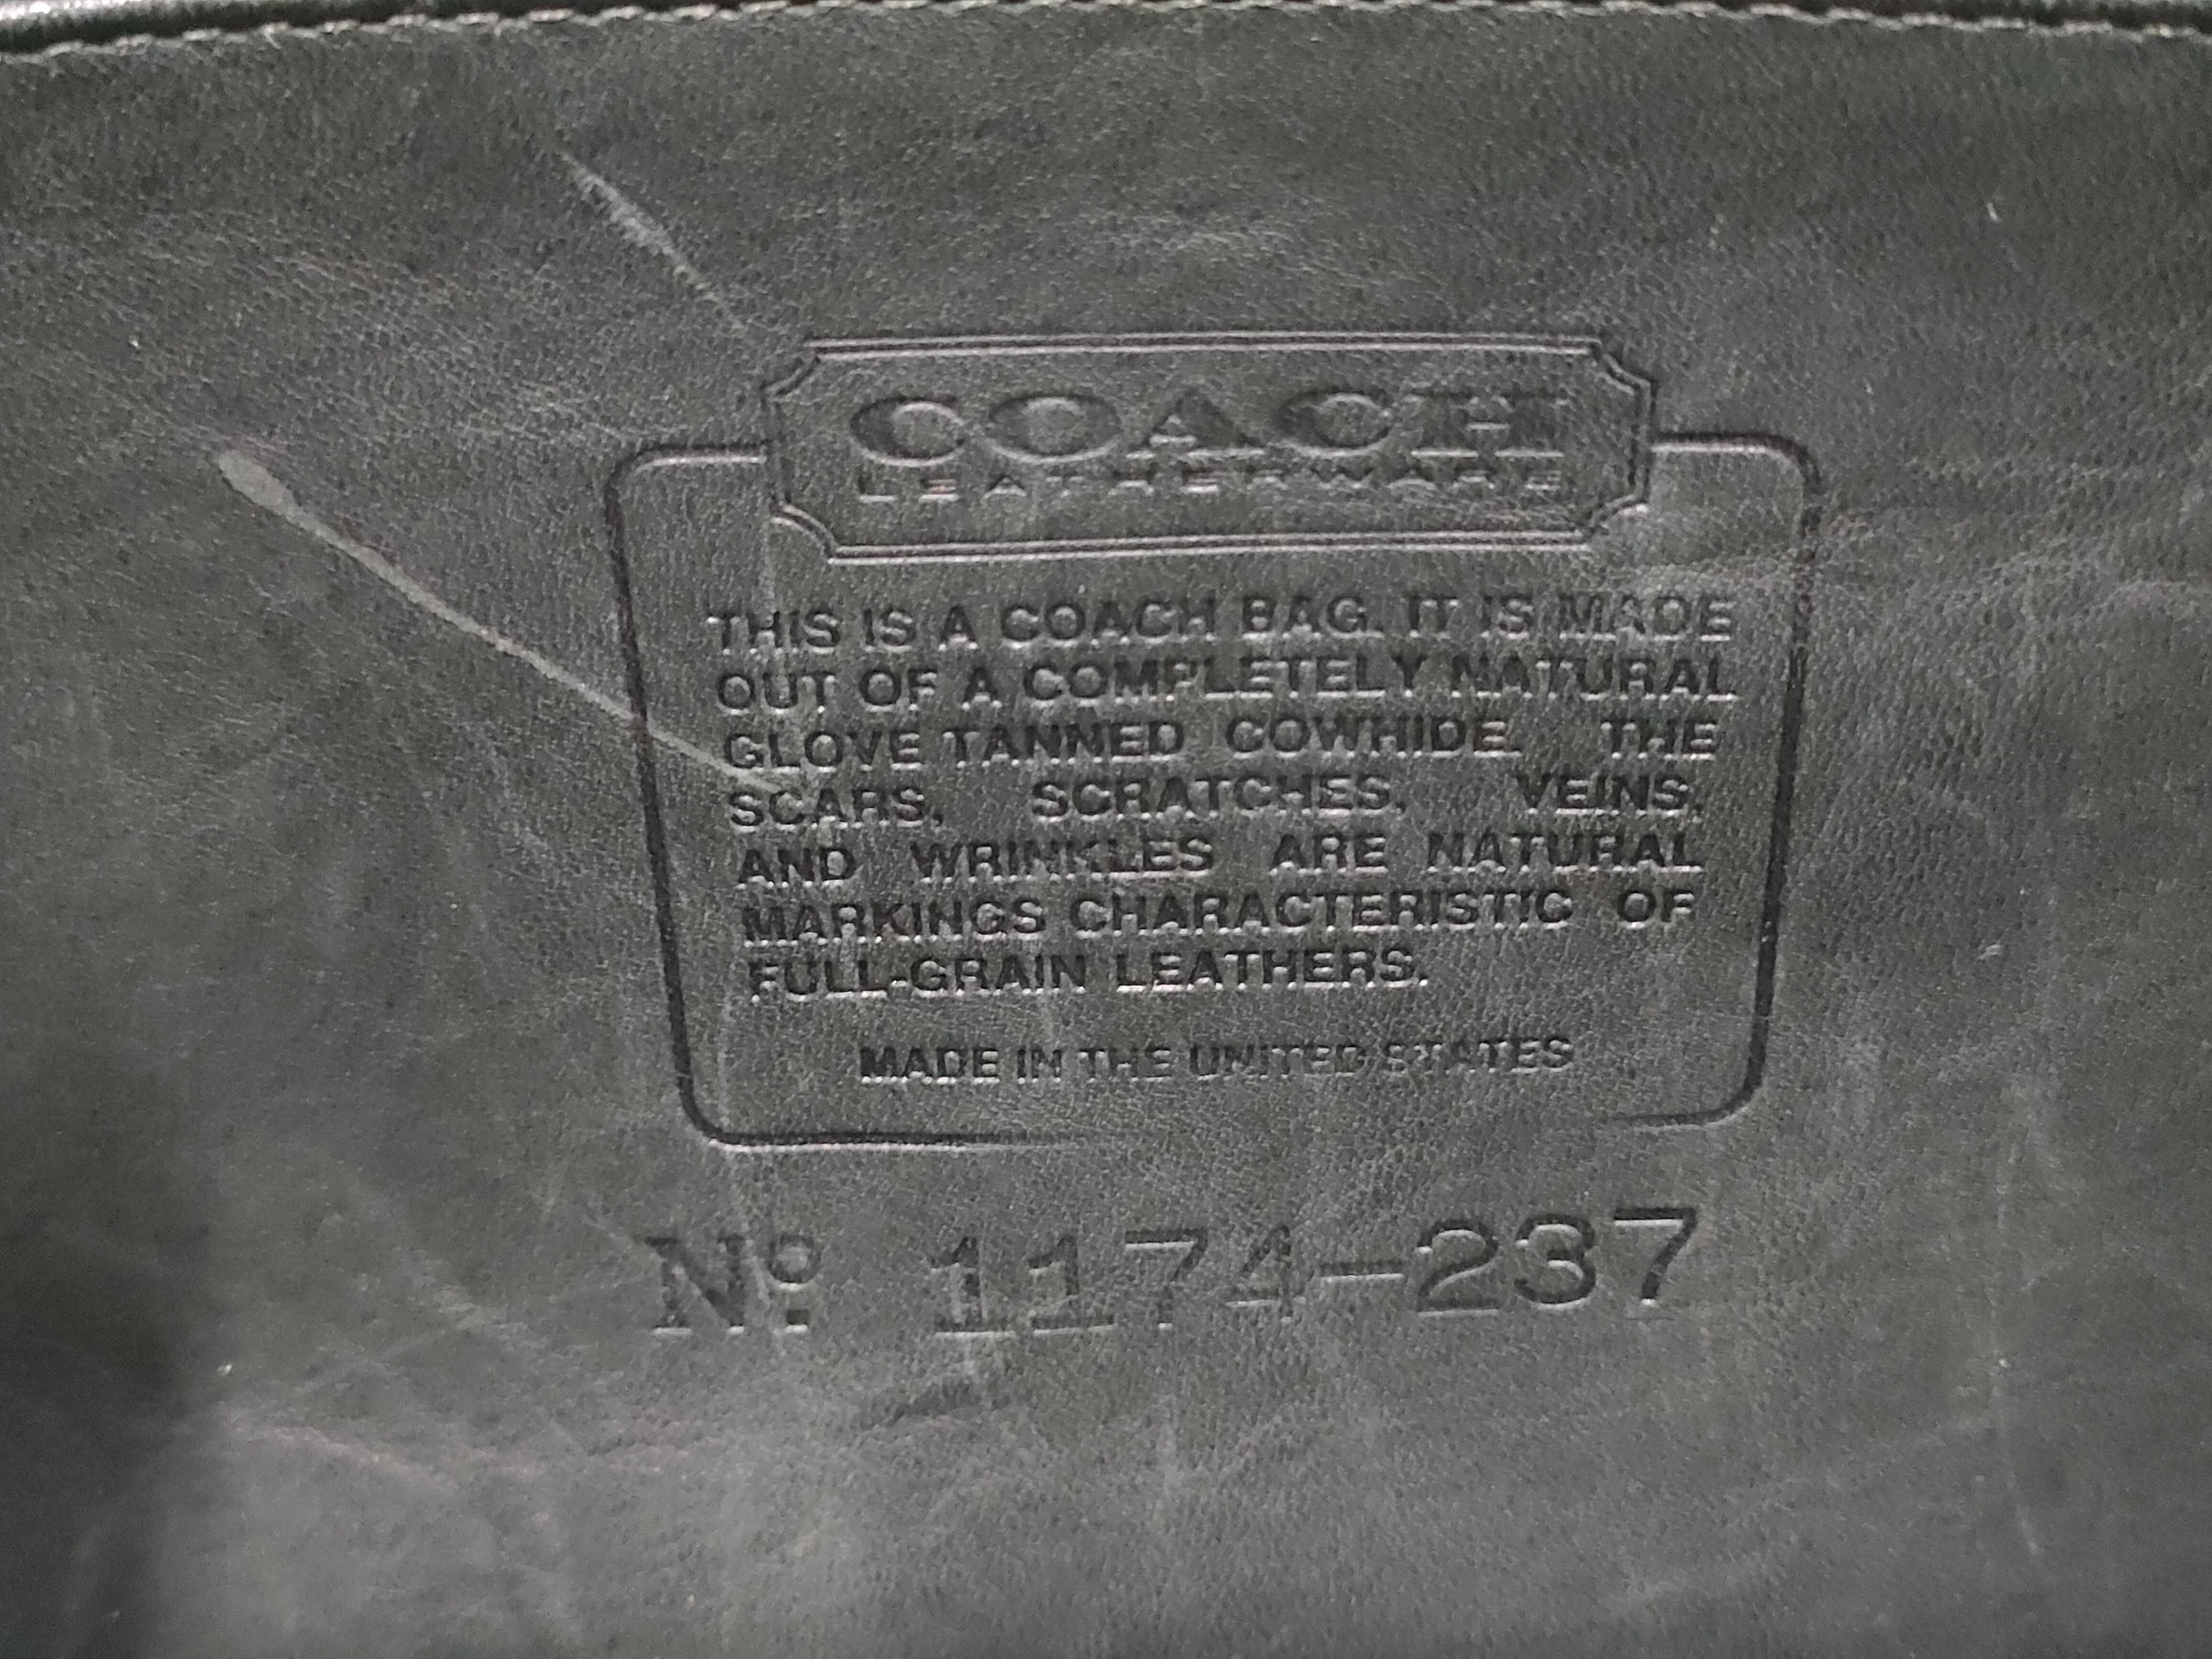 COACH
LEATHERWARE
THIS IS A COACH BAG. IT IS MADE
OUT OF A COMPLETELY NATURAL
GLOVE TANNED COWHIDE. THE
SCARS, SCRATCHES, VEINS,
AND WRINKLES ARE NATURAL
MARKINGS CHARACTERISTIC OF
FULL-GRAIN LEATHERS.
MADE IN THE UNITED STATES
Nº. 1174-237